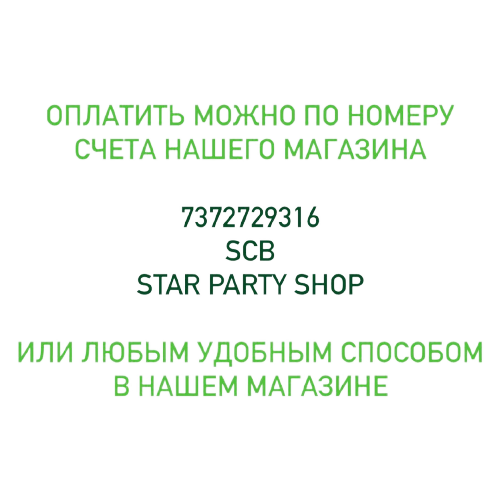 ОПЛАТИТЬ МОЖНО ПО НОМЕРУ
СЧЕТА НАШЕГО МАГАЗИНА
7372729316
SCB
STAR PARTY SHOP
ИЛИ ЛЮБЫМ УДОБНЫМ СПОСОБОМ
В НАШЕМ МАГАЗИНЕ